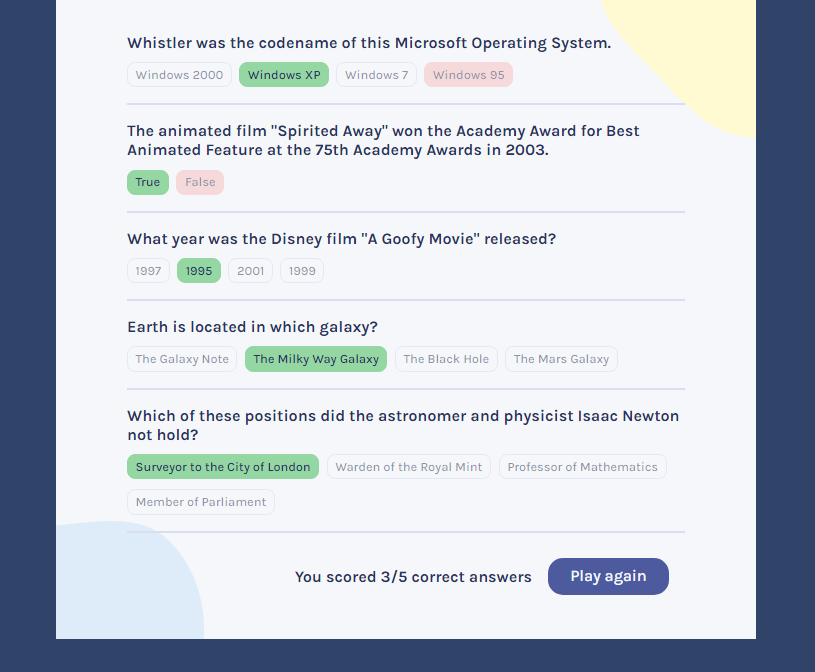 Whistler was the codename of this Microsoft Operating System.
Windows 2000 Windows XP Windows 7 Windows 95
The animated film "Spirited Away" won the Academy Award for Best
Animated Feature at the 75th Academy Awards in 2003.
True False
What year was the Disney film "A Goofy Movie" released?
1997 1995 2001 1999
Earth is located in which galaxy?
The Galaxy Note The Milky Way Galaxy The Black Hole The Mars Galaxy
Which of these positions did the astronomer and physicist Isaac Newton
not hold?
Surveyor to the City of London Warden of the Royal Mint Professor of Mathematics
Member of Parliament
You scored 3/5 correct answers Play again